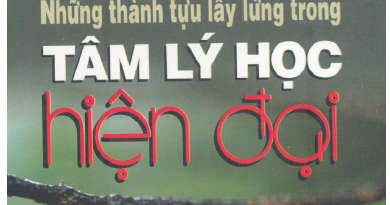 Những thành tựu lẫy lừng trong
TÂM LÝ HỌC
hiện đại